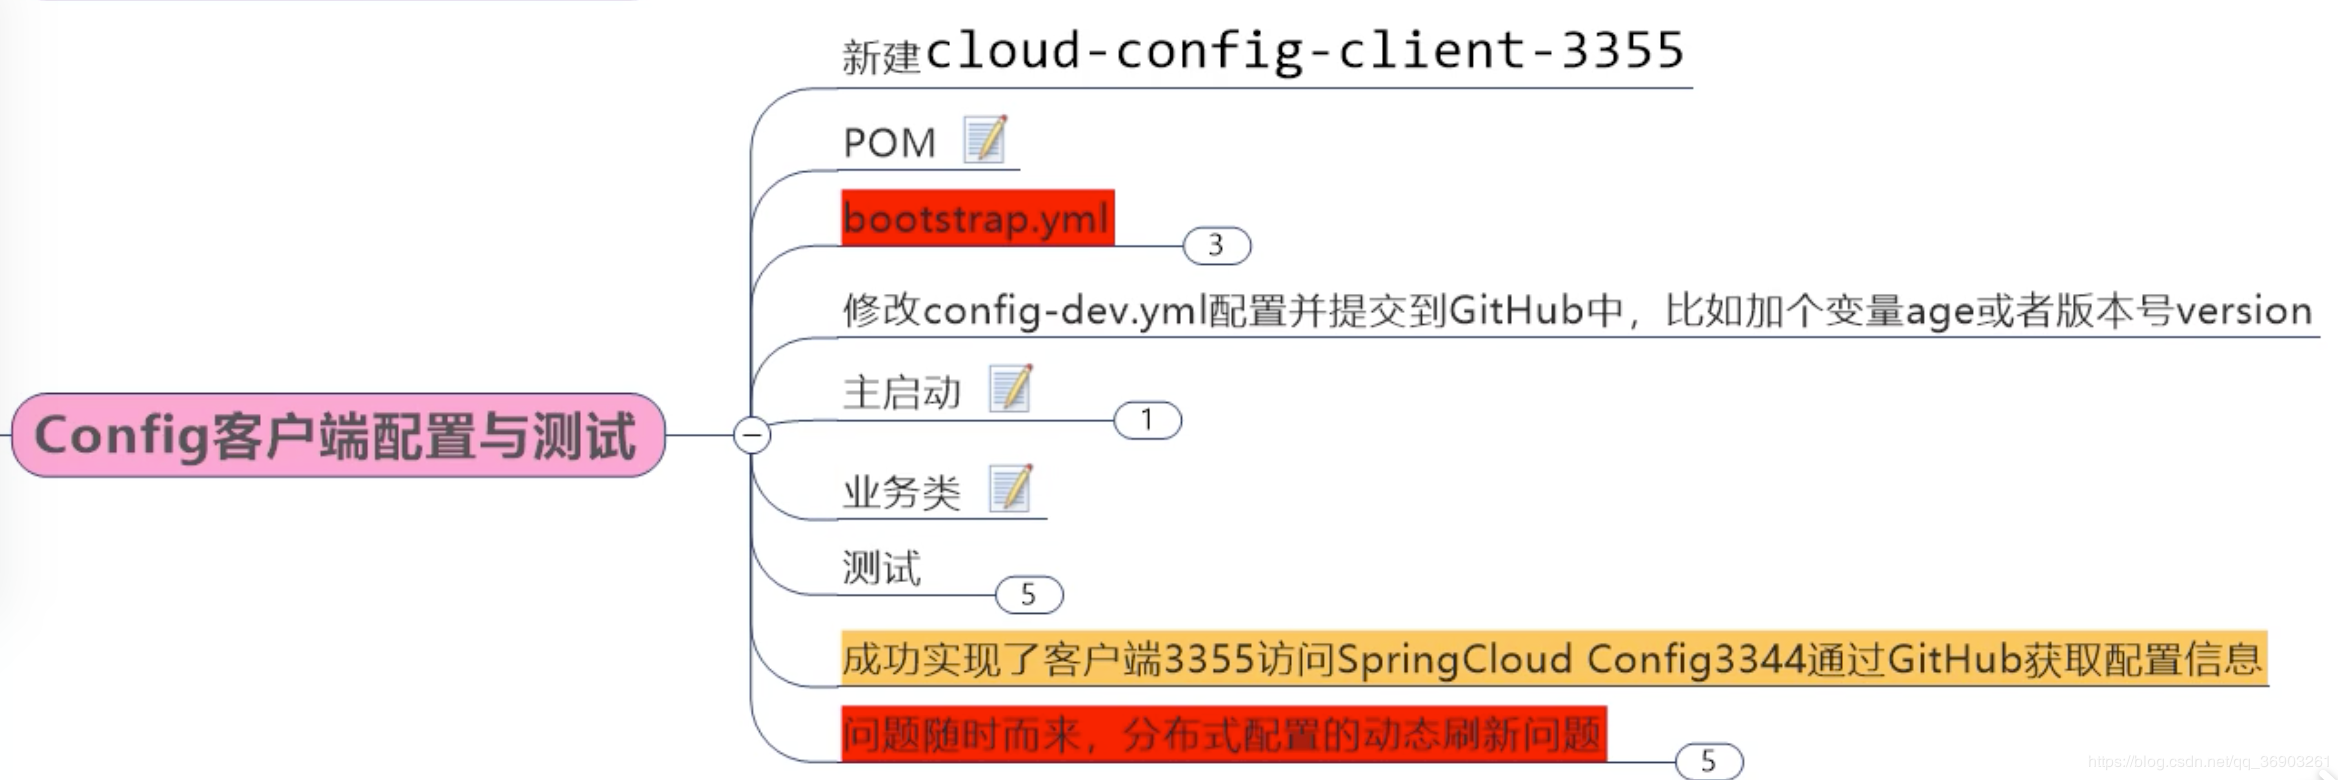 新建cloud-config-client-3355
POM
bootstrap.yml
3
修改config-dev.yml配置并提交到GitHub中，比如加个变量age或者版本号version
主启动
1
Config客户端配置与测试
业务类
测试
5
成功实现了客户端3355访问SpringCloud Config3344通过GitHub获取配置信息
问题随时而来，分布式配置的动态刷新问题
5
https://blog.csdn.net/qq_36903261